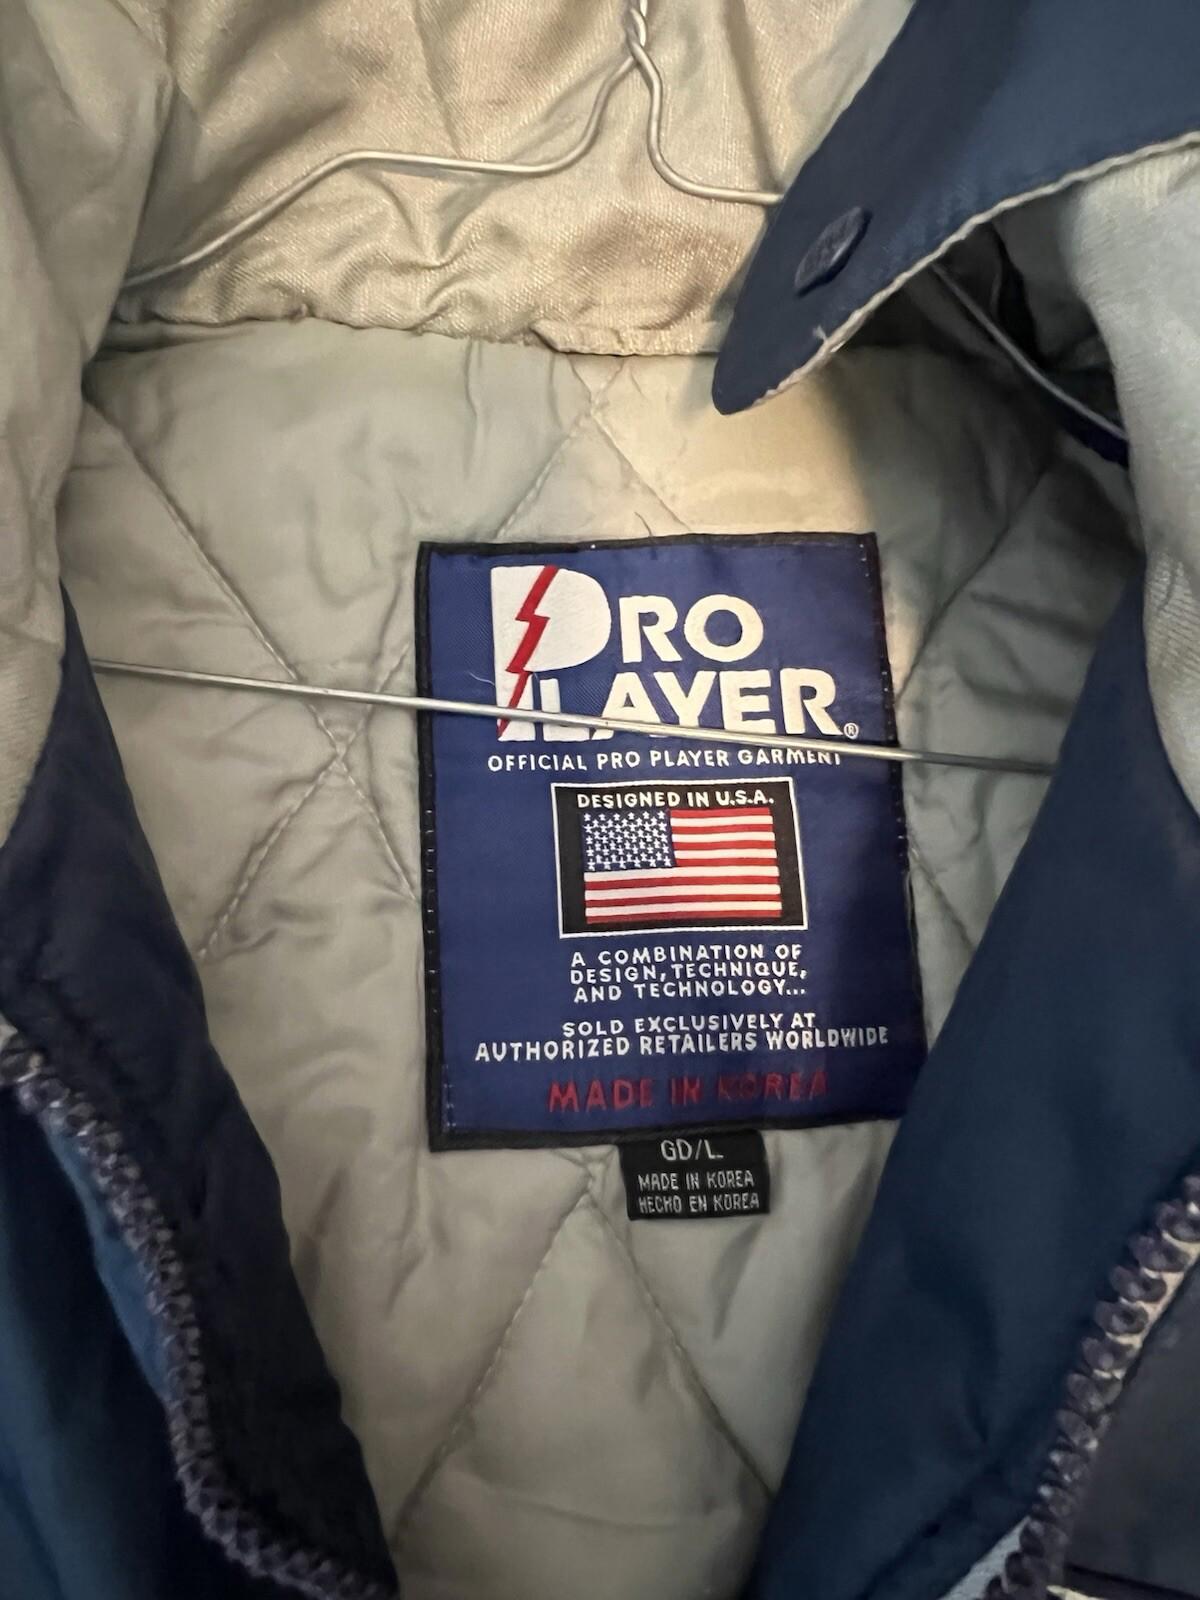 PRO
PLAYER®
OFFICIAL PRO PLAYER GARMENT
DESIGNED IN U.S.A.
A COMBINATION OF
DESIGN, TECHNIQUE,
AND TECHNOLOGY...
SOLD EXCLUSIVELY AT
AUTHORIZED RETAILERS WORLDWIDE
MADE IN KOREA
GD/L
MADE IN KOREA
HECHO EN KOREA